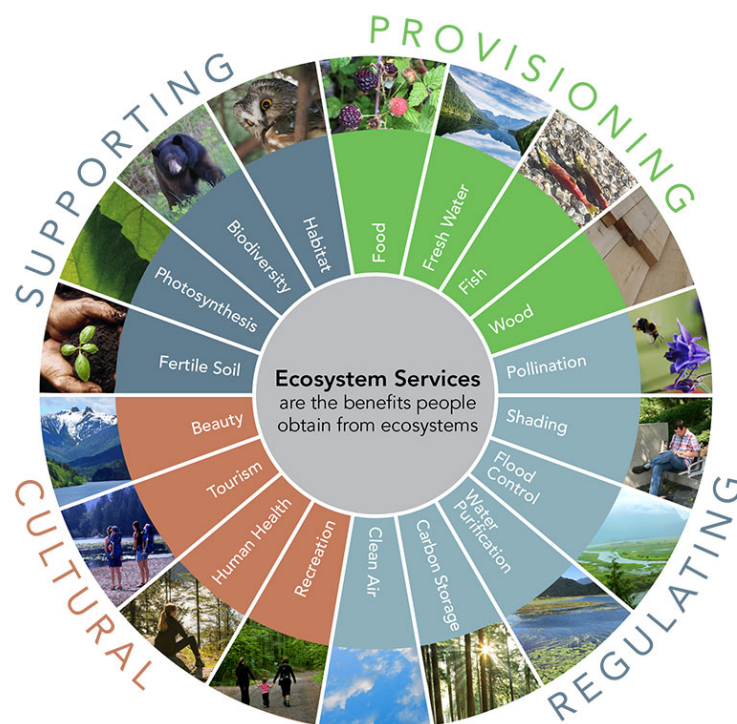 SUPPORTING
PROVISIONING
REGULATING
CULTURAL
Ecosystem Services
are the benefits people
obtain from ecosystems
Food
Fresh Water
Fish
Wood
Pollination
Shading
Flood
Control
Water
Purification
Carbon Storage
Clean Air
Recreation
Human Health
Tourism
Beauty
Fertile Soil
Photosynthesis
Biodiversity
Habitat